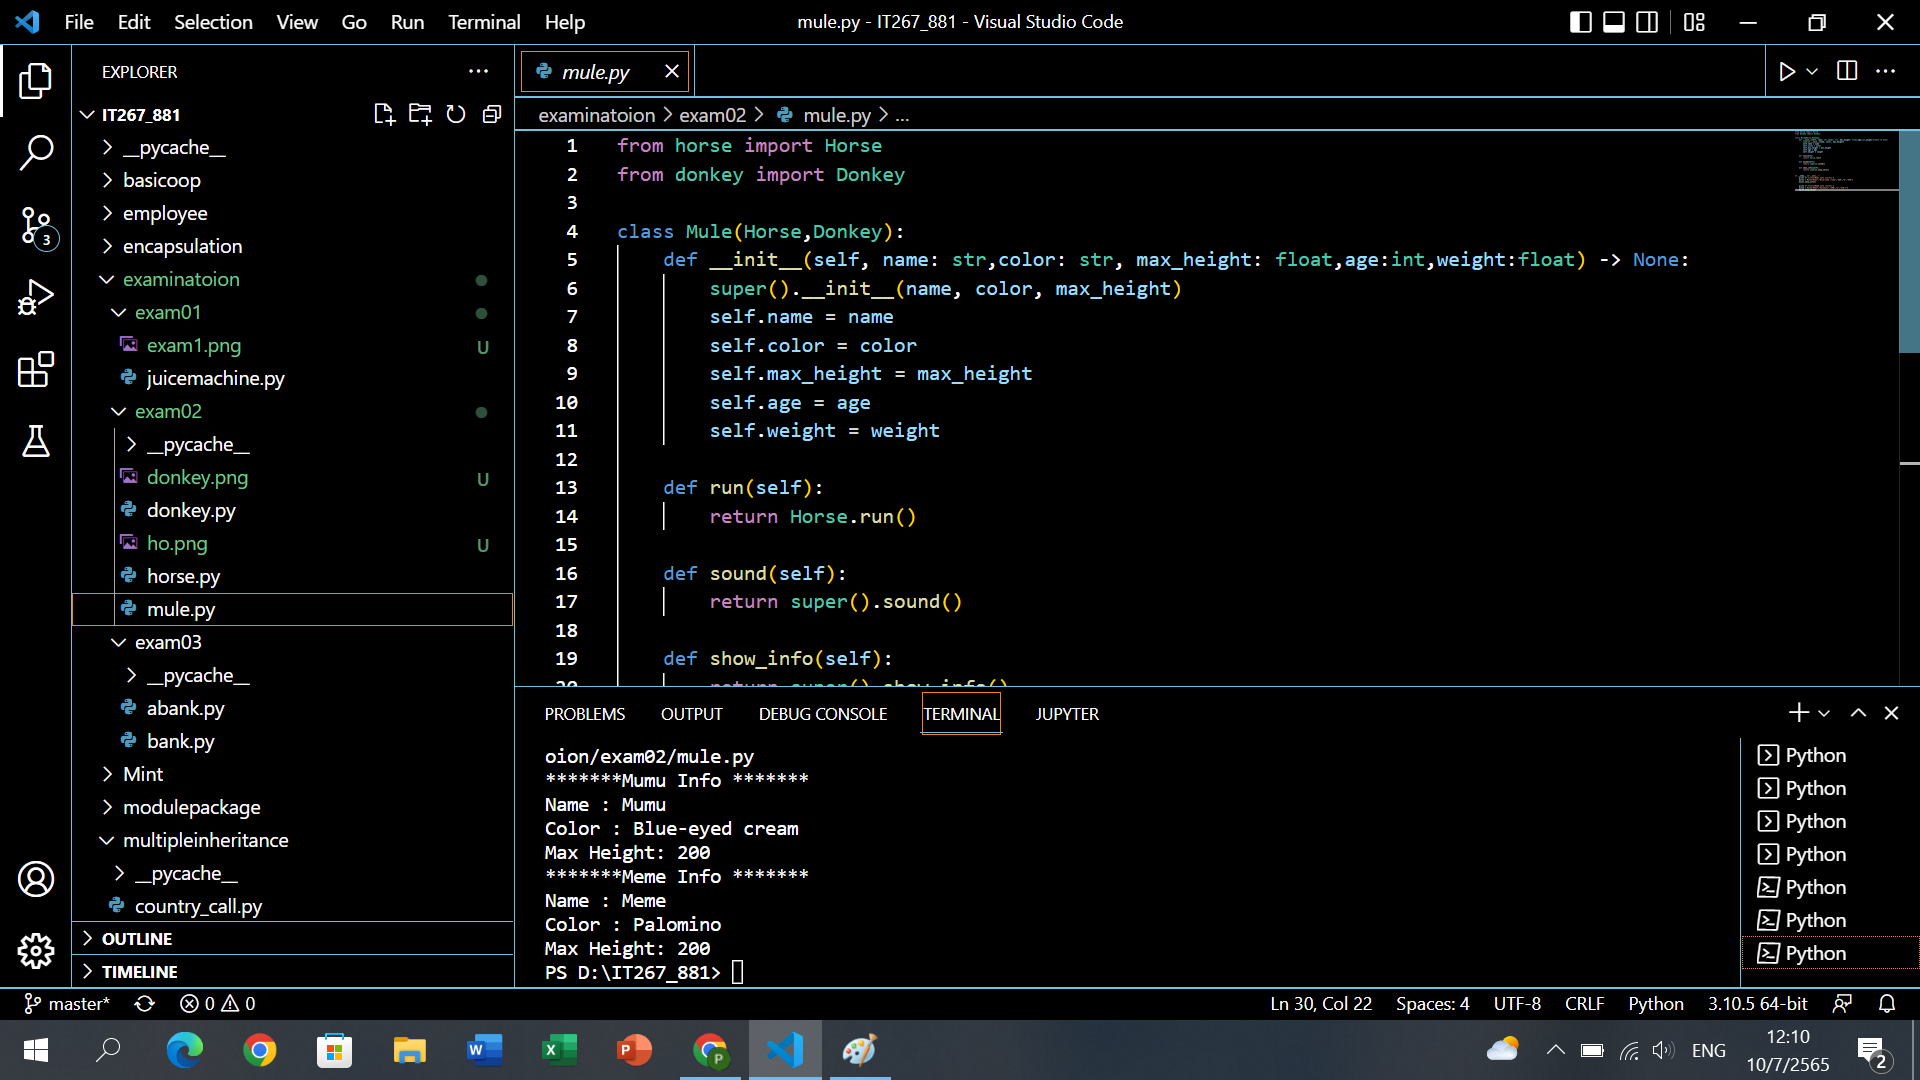 File Edit Selection View Go Run Terminal Help
mule.py - IT267_881 - Visual Studio Code
EXPLORER
IT267_881
__pycache__
basicoop
employee
encapsulation
examinatoion
exam01
exam1.png U
juicemachine.py
exam02
__pycache__
donkey.png U
donkey.py
ho.png U
horse.py
mule.py
exam03
__pycache__
abank.py
bank.py
Mint
modulepackage
multipleinheritance
__pycache__
country_call.py
OUTLINE
TIMELINE
3
mule.py
examinatoion > exam02 > mule.py > ...
1 from horse import Horse
2 from donkey import Donkey
3
4 class Mule(Horse,Donkey):
5 def __init__(self, name: str,color: str, max_height: float,age:int,weight:float) -> None:
6 super().__init__(name, color, max_height)
7 self.name = name
8 self.color = color
9 self.max_height = max_height
10 self.age = age
11 self.weight = weight
12
13 def run(self):
14 return Horse.run()
15
16 def sound(self):
17 return super().sound()
18
19 def show_info(self):
20 return super().show_info()
PROBLEMS OUTPUT DEBUG CONSOLE TERMINAL JUPYTER
oion/exam02/mule.py
*******Mumu Info *******
Name : Mumu
Color : Blue-eyed cream
Max Height: 200
*******Meme Info *******
Name : Meme
Color : Palomino
Max Height: 200
PS D:\IT267_881>
Python
Python
Python
Python
Python
Python
Python
master* 0 0
Ln 30, Col 22 Spaces: 4 UTF-8 CRLF Python 3.10.5 64-bit
ENG
12:10
10/7/2565
2